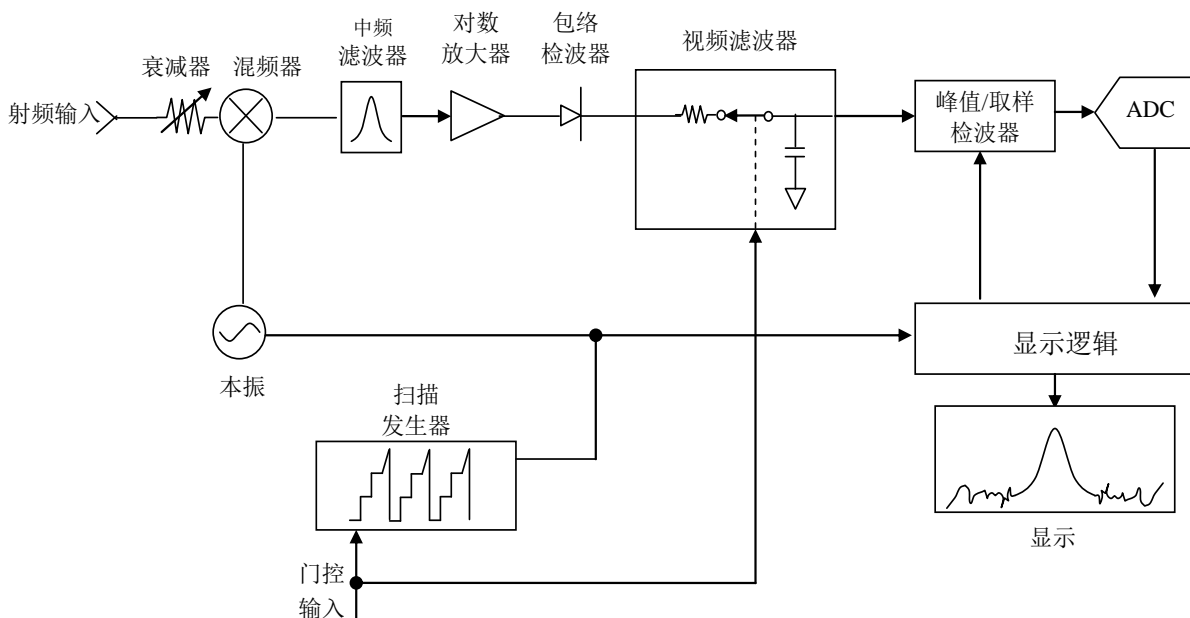 射频输入
衰减器
混频器
中频
滤波器
对数
放大器
包络
检波器
视频滤波器
峰值/取样
检波器
ADC
本振
显示逻辑
扫描
发生器
显示
门控
输入